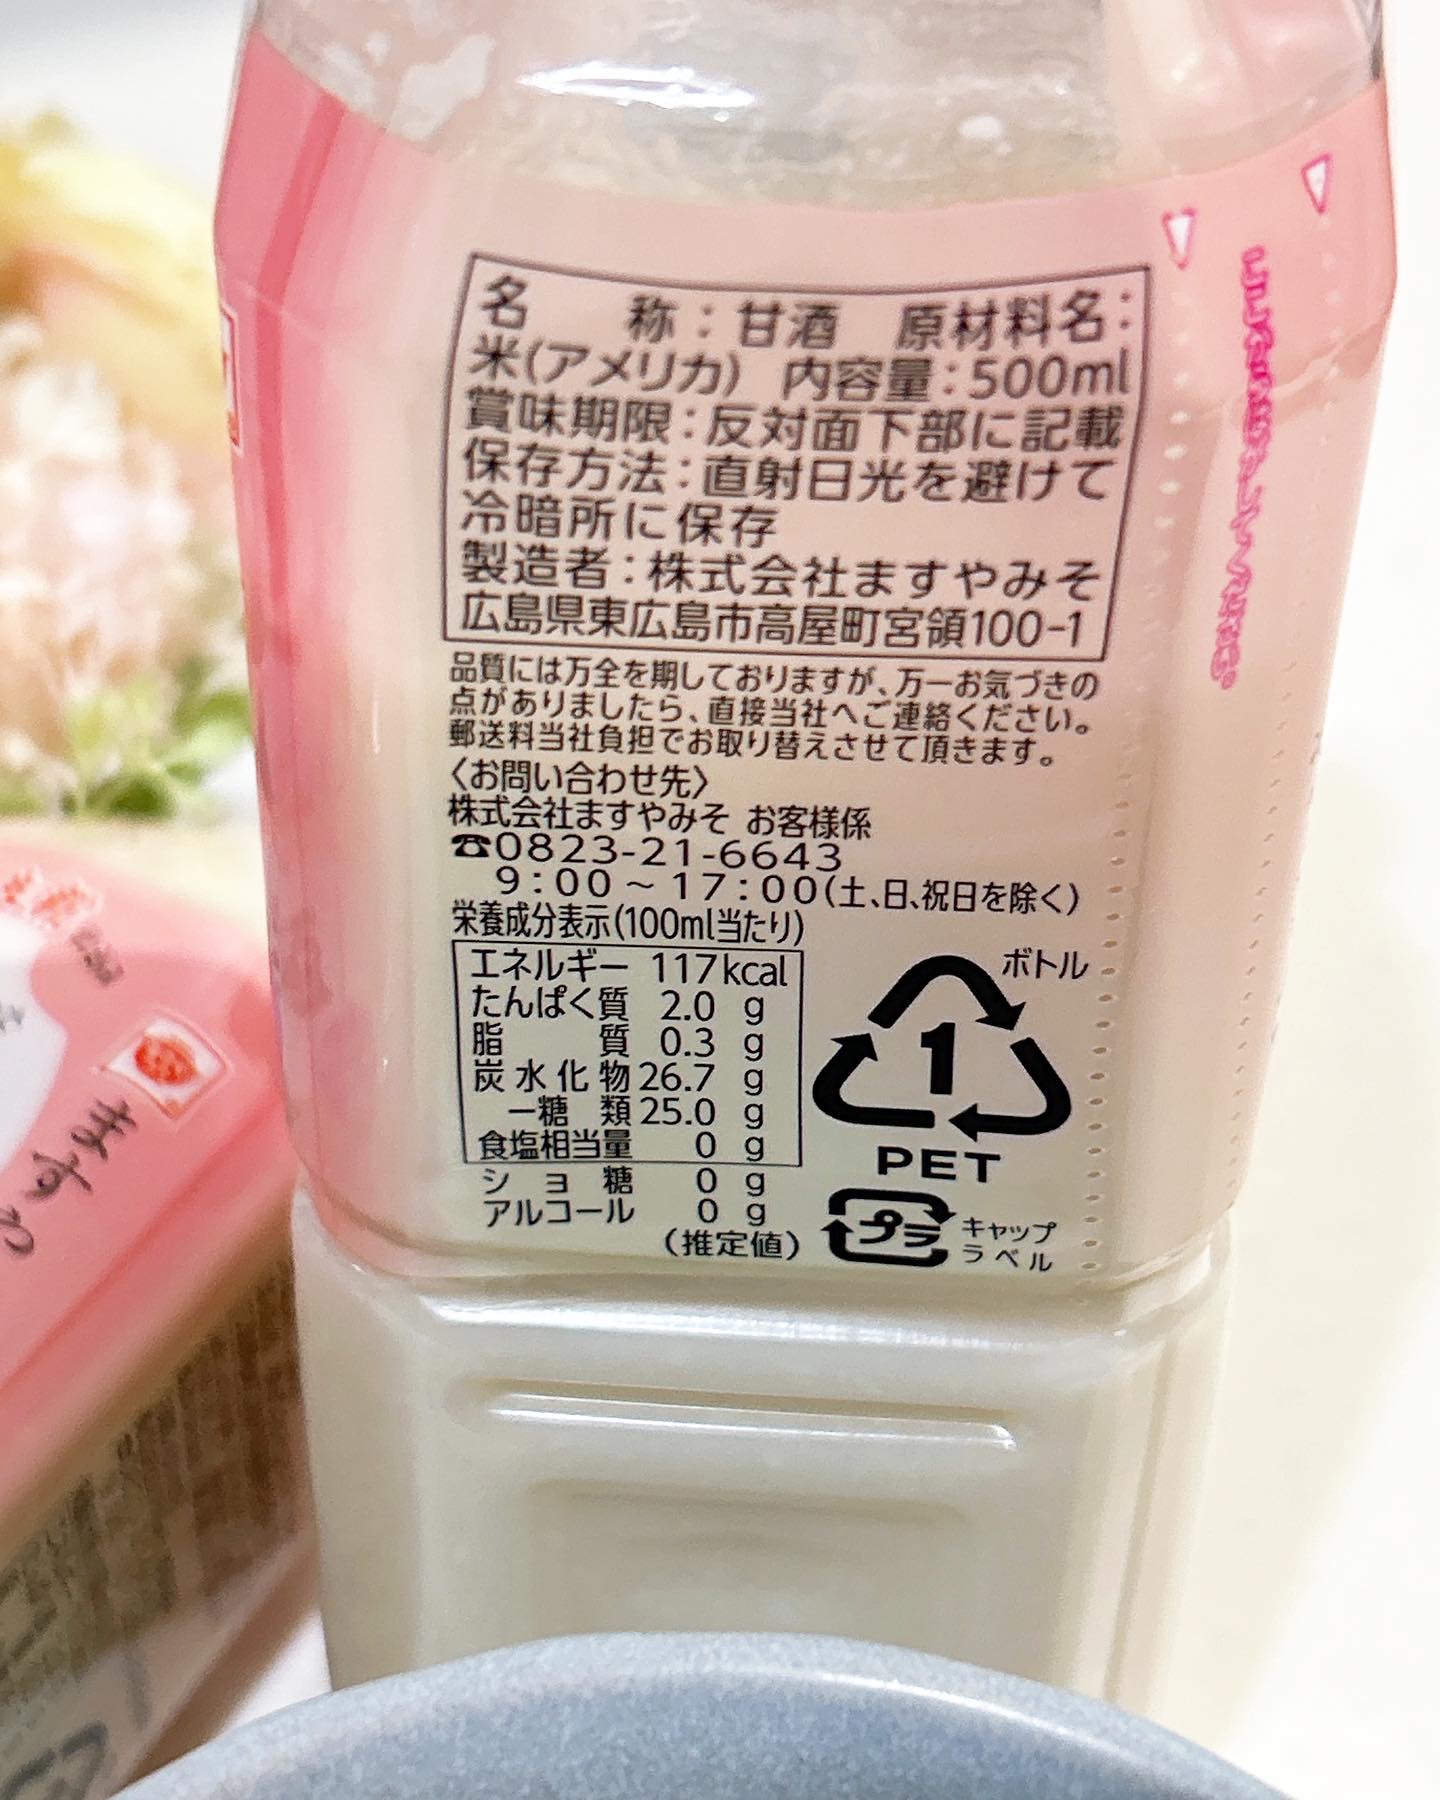 名 称：甘酒 原材料名：
米(アメリカ) 内容量：500ml
賞味期限：反対面下部に記載
保存方法：直射日光を避けて
冷暗所に保存
製造者：株式会社ますやみそ
広島県東広島市高屋町宮領100-1
品質には万全を期しておりますが、万一お気づきの
点がありましたら、直接当社へご連絡ください。
郵送料当社負担でお取り替えさせて頂きます。
〈お問い合わせ先〉
株式会社ますやみそ お客様係
☎0823-21-6643
9：00～17：00(土、日、祝日を除く)
栄養成分表示(100ml当たり)
エネルギー 117kcal
たんぱく質 2.0 g
脂質 0.3 g
炭水化物 26.7 g
－糖類 25.0 g
食塩相当量 0 g
ショ糖 0 g
アルコール 0 g
(推定値)
ボトル
1
PET
プラ
キャップ
ラベル
ます